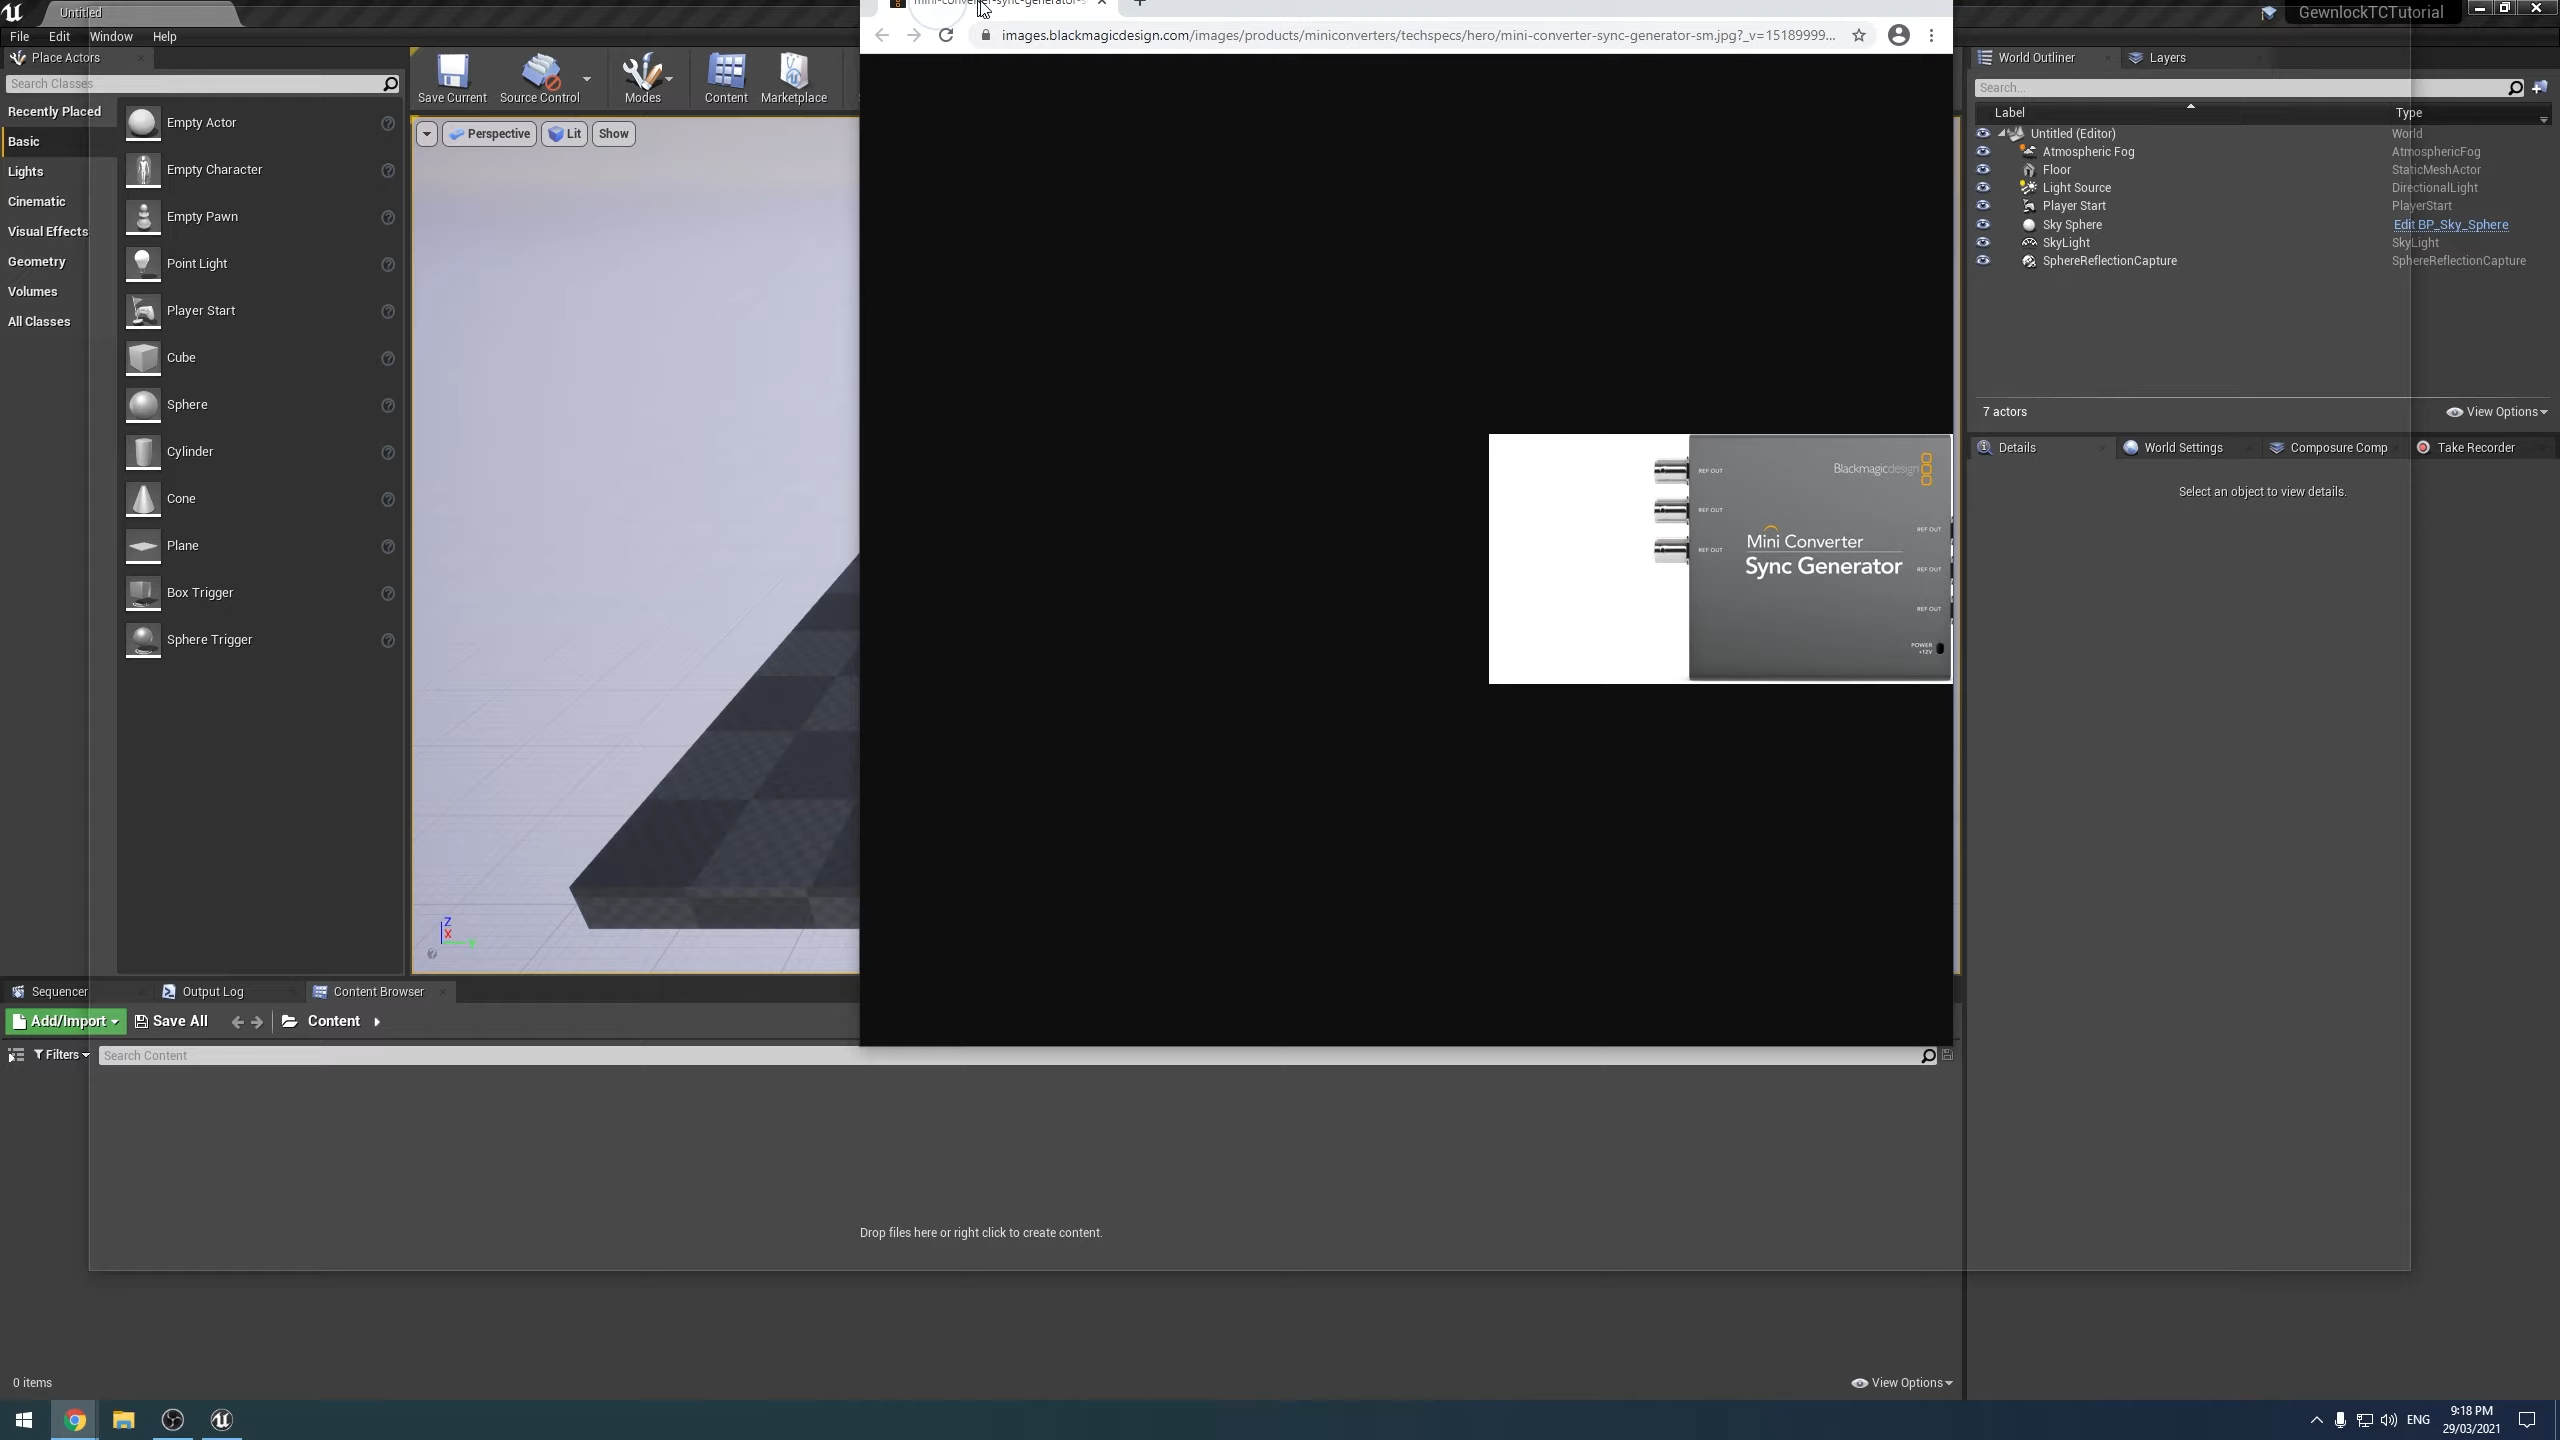 Untitled
mini-converter-sync-generator-s
GewnlockTCTutorial
File Edit Window Help
images.blackmagicdesign.com/images/products/miniconverters/techspecs/hero/mini-converter-sync-generator-sm.jpg?_v=15189999...
Place Actors
World Outliner Layers
Search Classes
Search...
Save Current Source Control Modes Content Marketplace
Label Type
Recently Placed
Basic
Lights
Cinematic
Visual Effects
Geometry
Volumes
All Classes
Empty Actor
Empty Character
Empty Pawn
Point Light
Player Start
Cube
Sphere
Cylinder
Cone
Plane
Box Trigger
Sphere Trigger
Perspective Lit Show
Untitled (Editor) World
Atmospheric Fog AtmosphericFog
Floor StaticMeshActor
Light Source DirectionalLight
Player Start PlayerStart
Sky Sphere Edit BP_Sky_Sphere
SkyLight SkyLight
SphereReflectionCapture SphereReflectionCapture
7 actors View Options
Details World Settings Composure Comp Take Recorder
Select an object to view details.
REF OUT
REF OUT
REF OUT
Blackmagicdesign
Mini Converter
Sync Generator
REF OUT
REF OUT
REF OUT
POWER
+12V
Z
X
Sequencer Output Log Content Browser
Add/Import Save All Content
Filters Search Content
Drop files here or right click to create content.
0 items View Options
ENG
9:18 PM
29/03/2021